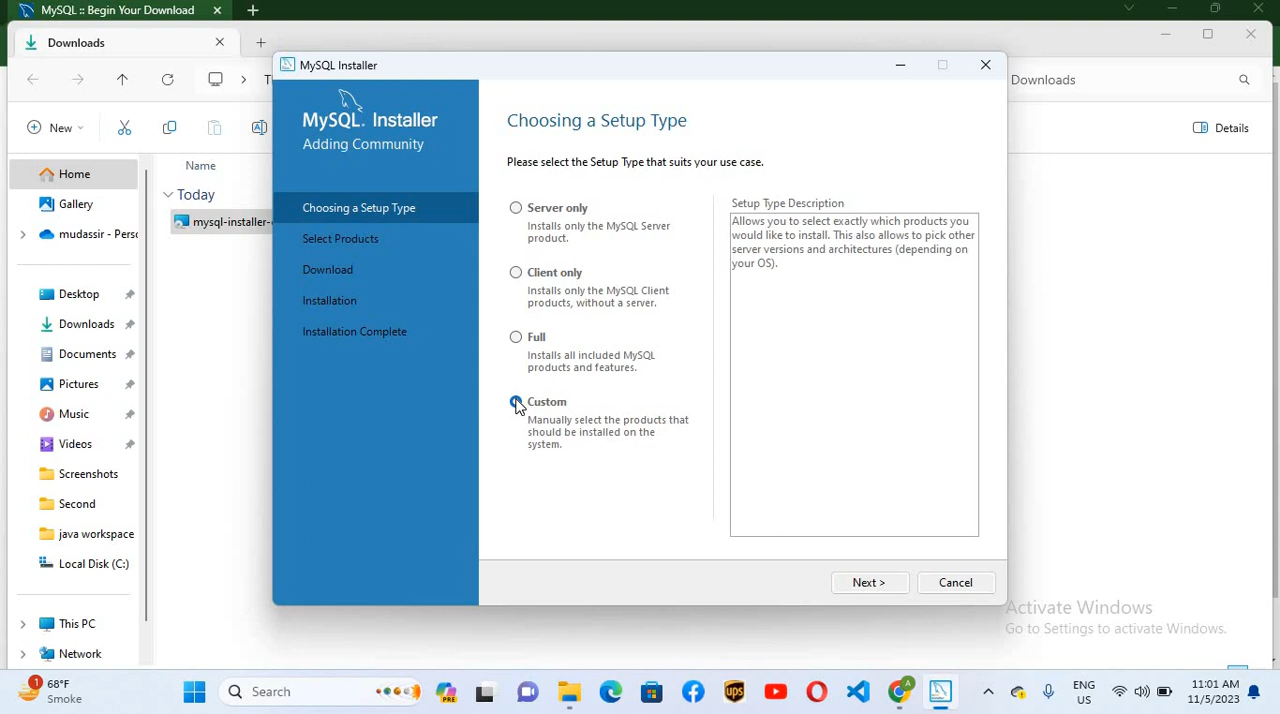 MySQL :: Begin Your Download
Downloads
Downloads
New
Details
Name
Today
mysql-installer-
Home
Gallery
mudassir - Perso
Desktop
Downloads
Documents
Pictures
Music
Videos
Screenshots
Second
java workspace
Local Disk (C:)
This PC
Network
MySQL Installer
MySQL. Installer
Adding Community
Choosing a Setup Type
Select Products
Download
Installation
Installation Complete
Choosing a Setup Type
Please select the Setup Type that suits your use case.
Server only
Installs only the MySQL Server
product.
Client only
Installs only the MySQL Client
products, without a server.
Full
Installs all included MySQL
products and features.
Custom
Manually select the products that
should be installed on the
system.
Setup Type Description
Allows you to select exactly which products you
would like to install. This also allows to pick other
server versions and architectures (depending on
your OS).
Next >
Cancel
Activate Windows
Go to Settings to activate Windows.
1
68°F
Smoke
Search
PRE
ups
A
ENG
US
11:01 AM
11/5/2023